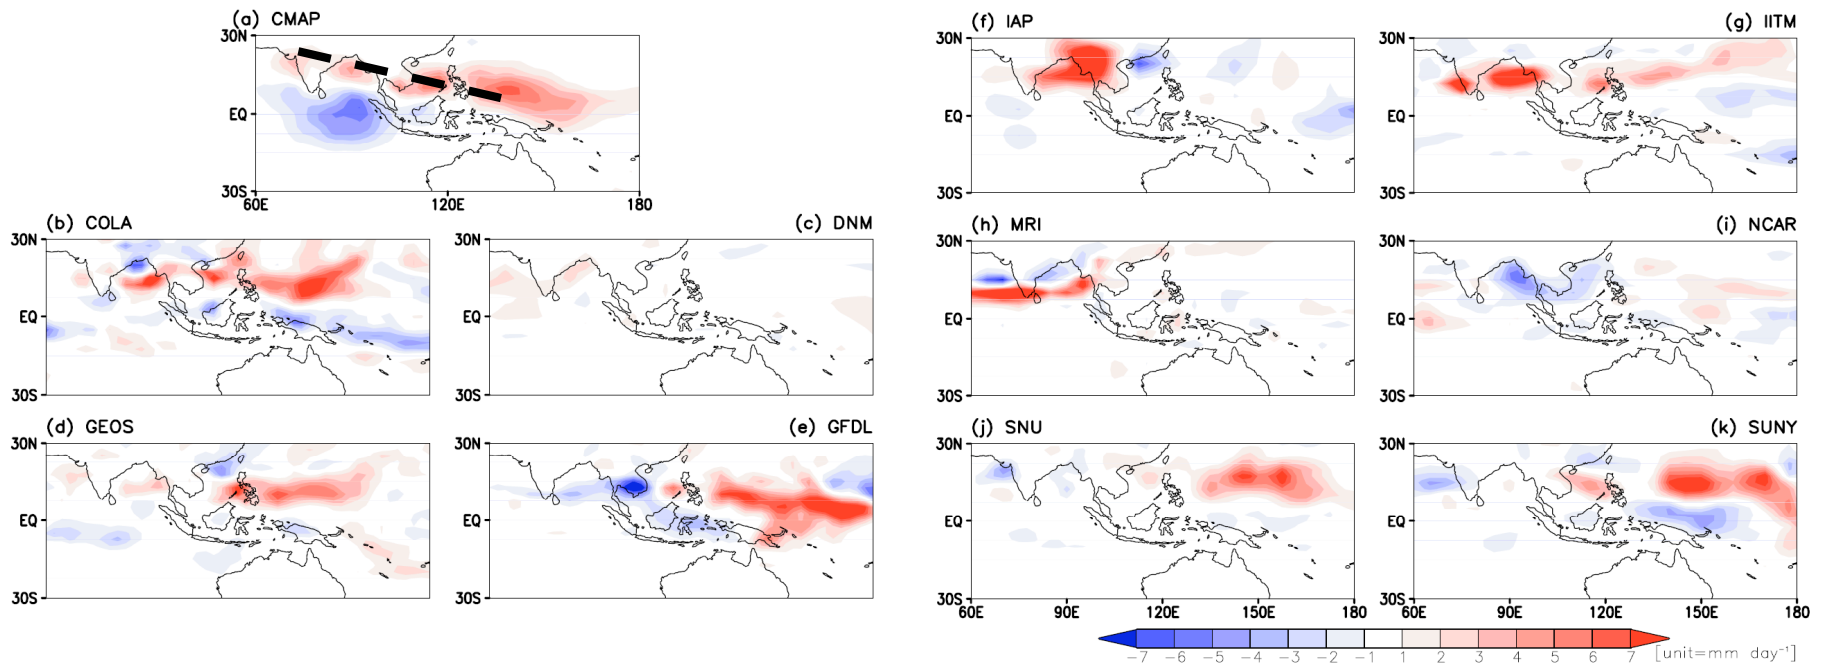 (a) CMAP
30N
EQ
30S
60E 120E 180
(b) COLA
30N
EQ
30S
(c) DNM
30N
EQ
30S
(d) GEOS
30N
EQ
30S
(e) GFDL
30N
EQ
30S
(f) IAP
30N
EQ
30S
(g) IITM
30N
EQ
30S
(h) MRI
30N
EQ
30S
(i) NCAR
30N
EQ
30S
(j) SNU
30N
EQ
30S
60E 90E 120E 150E 180
(k) SUNY
30N
EQ
30S
60E 90E 120E 150E 180
-7 -6 -5 -4 -3 -2 -1 1 2 3 4 5 6 7 [unit=mm day⁻¹]